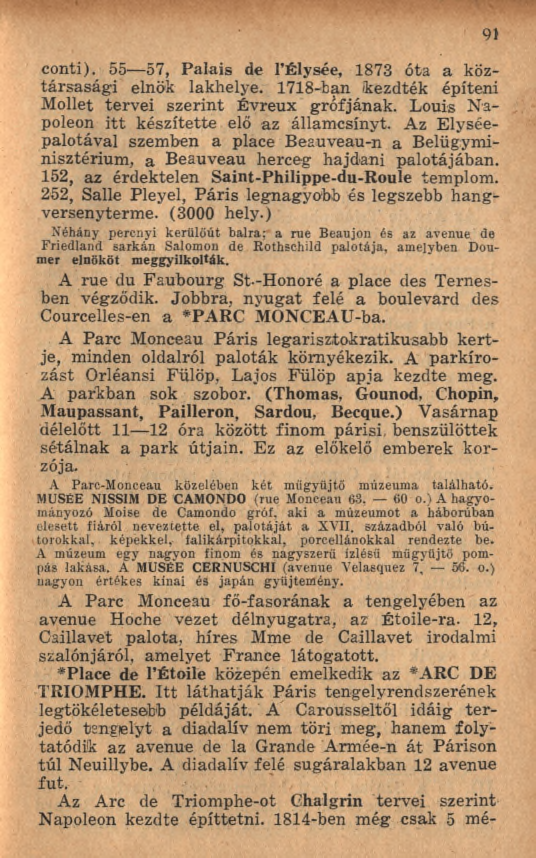 91
conti). 55—57, Palais de l'Élysée, 1873 óta a köz-
társasági elnök lakhelye. 1718-ban kezdték építeni
Mollet tervei szerint Évreux grófjának. Louis Na-
poleon itt készítette elő az államcsínyt. Az Elysée-
palotával szemben a place Beauveau-n a Belügymi-
nisztérium, a Beauveau herceg hajdani palotájában.
152, az érdektelen Saint-Philippe-du-Roule templom.
252, Salle Pleyel, Páris legnagyobb és legszebb hang-
versenyterme. (3000 hely.)
Néhány percnyi kerülőút balra; a rue Beaujon és az avenue de
Friedland sarkán Salomon de Rothschild palotája, amelyben Dou-
mer elnököt meggyilkolták.
A rue du Faubourg St.-Honoré a place des Ternes-
ben végződik. Jobbra, nyugat felé a boulevard des
Courcelles-en a *PARC MONCEAU-ba.
A Parc Monceau Páris legarisztokratikusabb kert-
je, minden oldalról paloták környékezik. A parkíro-
zást Orléansi Fülöp, Lajos Fülöp apja kezdte meg.
A parkban sok szobor. (Thomas, Gounod, Chopin,
Maupassant, Pailleron, Sardou, Becque.) Vasárnap
délelőtt 11—12 óra között finom párisi benszülöttek
sétálnak a park útjain. Ez az előkelő emberek kor-
zója.
A Parc-Monceau közelében két műgyűjtő múzeuma található.
MUSÉE NISSIM DE CAMONDO (rue Monceau 63. — 60 o.) A hagyo-
mányozó Moise de Camondo gróf, aki a múzeumot a háborúban
elesett fiáról neveztette el, palotáját a XVII. századból való bú-
torokkal, képekkel, falikárpitokkal, porcellánokkal rendezte be.
A múzeum egy nagyon finom és nagyszerű ízlésű műgyűjtő pom-
pás lakása. A MUSÉE CERNUSCHI (avenue Velasquez 7, — 56. o.)
nagyon értékes kínai és japán gyűjtemény.
A Parc Monceau fő-fasorának a tengelyében az
avenue Hoche vezet délnyugatra, az Étoile-ra. 12,
Caillavet palota, híres Mme de Caillavet irodalmi
szalónjáról, amelyet France látogatott.
*Place de l'Étoile közepén emelkedik az *ARC DE
TRIOMPHE. Itt láthatják Páris tengelyrendszerének
legtökéletesebb példáját. A Carousseltől idáig ter-
jedő tengelyt a diadalív nem töri meg, hanem foly-
tatódik az avenue de la Grande Armée-n át Párison
túl Neuillybe. A diadalív felé sugáralakban 12 avenue
fut.
Az Arc de Triomphe-ot Chalgrin tervei szerint
Napoleon kezdte építtetni. 1814-ben még csak 5 mé-